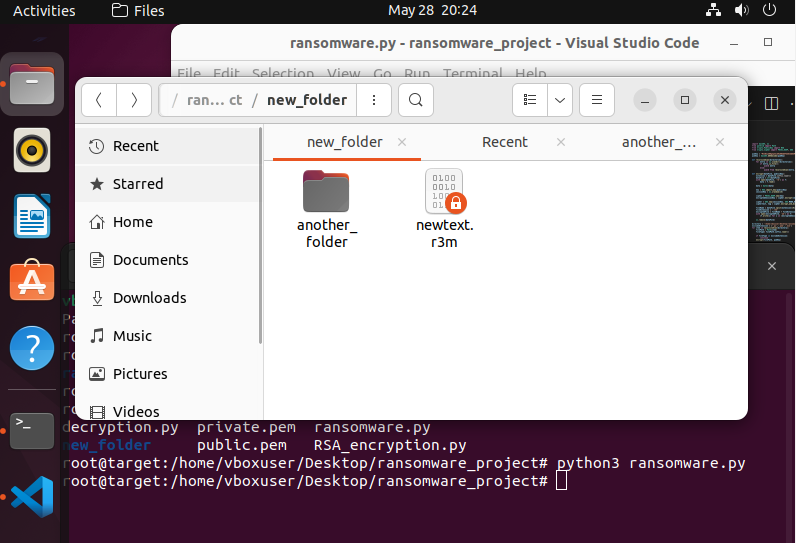 Activities
Files
May 28 20:24
ransomware.py - ransomware_project - Visual Studio Code
File Edit Selection View Go Run Terminal Help
/ ran... ct / new_folder
new_folder
Recent
another_...
Recent
Starred
Home
Documents
Downloads
Music
Pictures
Videos
another_
folder
newtext.
r3m
decryption.py private.pem ransomware.py
new_folder public.pem RSA_encryption.py
root@target:/home/vboxuser/Desktop/ransomware_project# python3 ransomware.py
root@target:/home/vboxuser/Desktop/ransomware_project#